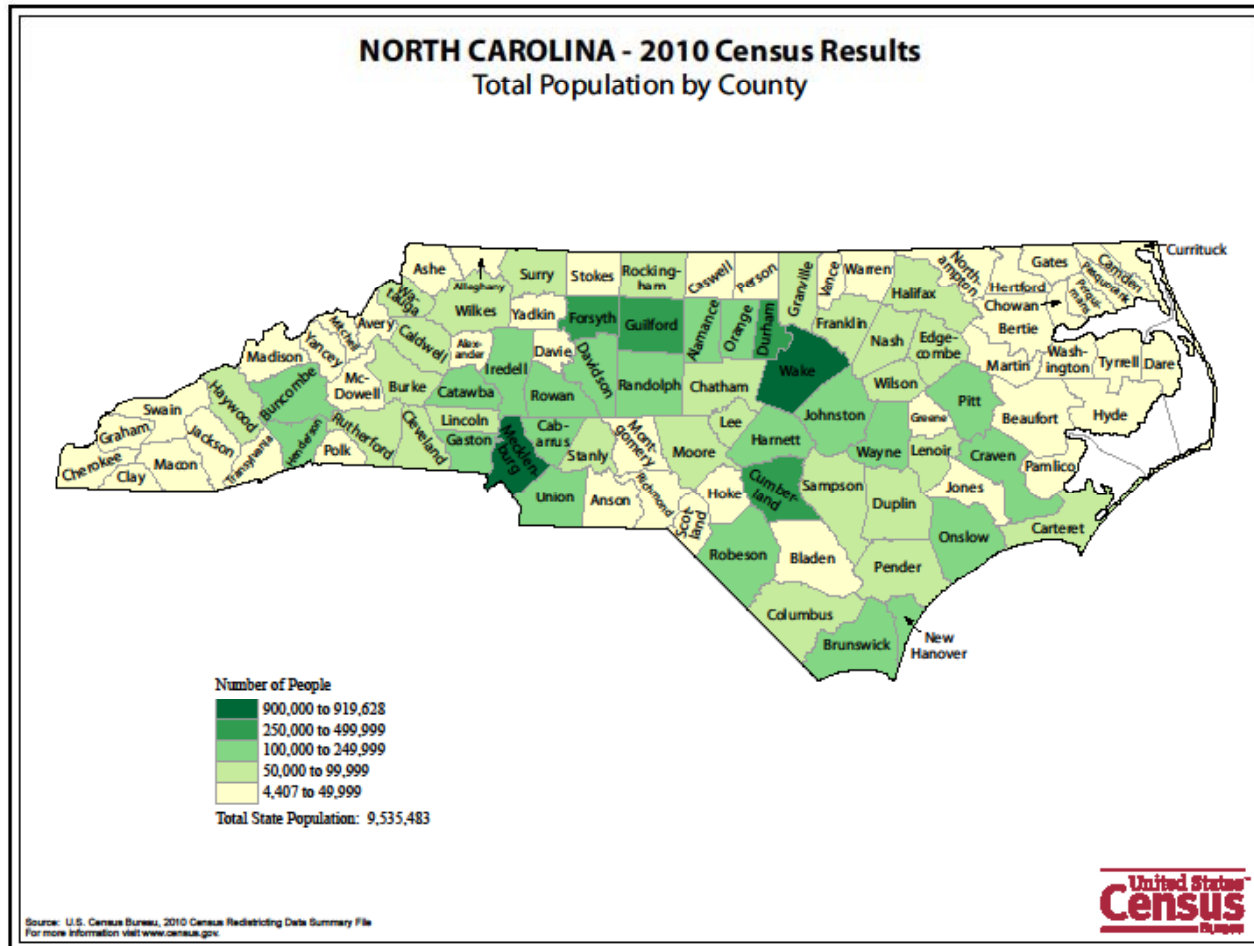 NORTH CAROLINA - 2010 Census Results
Total Population by County
Currituck
Ashe
Alleghany
Surry
Stokes
Rocking-
ham
Caswell
Person
Granville
Vance
Warren
North-
ampton
Gates
Hertford
Camden
Pasquotank
Perqui-
mans
Chowan
Halifax
Wa-
tauga
Wilkes
Yadkin
Forsyth
Guilford
Alamance
Orange
Durham
Franklin
Nash
Edge-
combe
Bertie
Mitchell
Avery
Yancey
Caldwell
Alex-
ander
Iredell
Davie
Davidson
Randolph
Chatham
Wake
Wilson
Martin
Wash-
ington
Tyrrell
Dare
Madison
Mc-
Dowell
Burke
Catawba
Rowan
Johnston
Greene
Pitt
Beaufort
Hyde
Haywood
Buncombe
Swain
Graham
Cherokee
Clay
Macon
Jackson
Transylvania
Henderson
Polk
Rutherford
Cleveland
Lincoln
Gaston
Mecklen-
burg
Cab-
arrus
Stanly
Mont-
gomery
Moore
Lee
Harnett
Wayne
Lenoir
Craven
Pamlico
Union
Anson
Richmond
Scot-
land
Hoke
Cumber-
land
Sampson
Duplin
Jones
Onslow
Carteret
Robeson
Bladen
Pender
Columbus
Brunswick
New
Hanover
Number of People
900,000 to 919,628
250,000 to 499,999
100,000 to 249,999
50,000 to 99,999
4,407 to 49,999
Total State Population: 9,535,483
United States™
Census
Bureau
Source: U.S. Census Bureau, 2010 Census Redistricting Data Summary File
For more information visit www.census.gov.